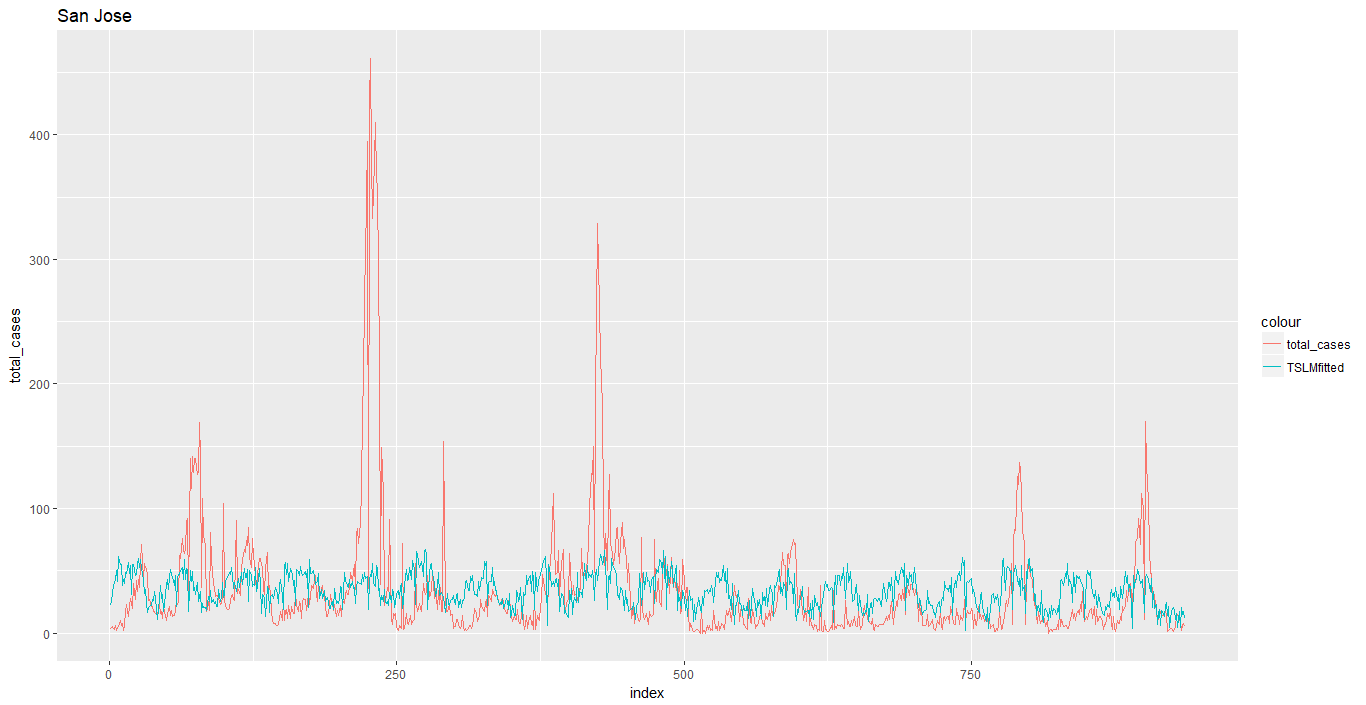 San Jose
total_cases
400
300
200
100
0
0
250
500
750
index
colour
total_cases
TSLMfitted